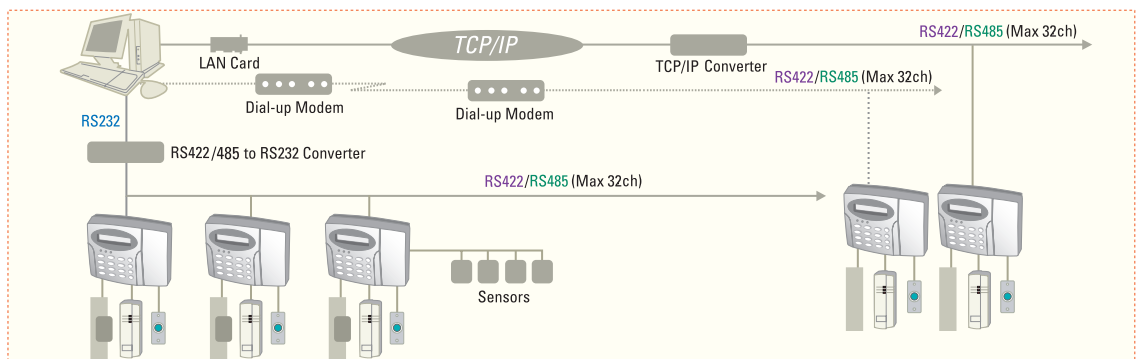 TCP/IP
RS422/RS485 (Max 32ch)
LAN Card
TCP/IP Converter
RS422/RS485 (Max 32ch)
Dial-up Modem
Dial-up Modem
RS232
RS422/485 to RS232 Converter
RS422/RS485 (Max 32ch)
Sensors